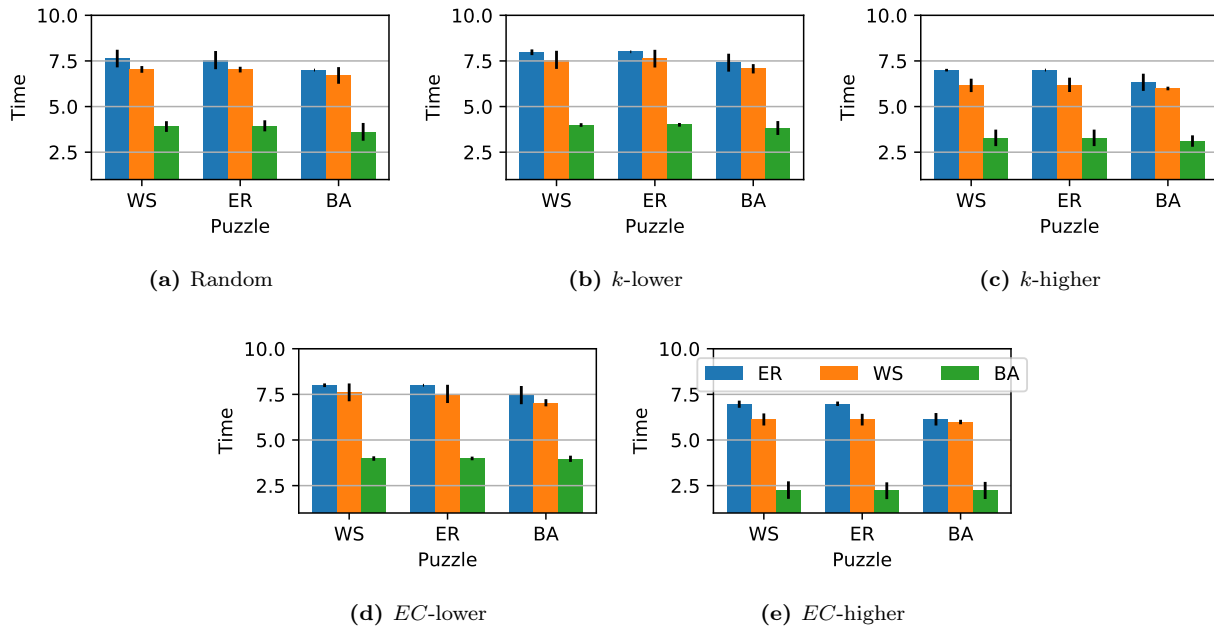 10.0
7.5
5.0
2.5
Time
WS ER BA
Puzzle
(a) Random
10.0
7.5
5.0
2.5
Time
WS ER BA
Puzzle
(b) k-lower
10.0
7.5
5.0
2.5
Time
WS ER BA
Puzzle
(c) k-higher
10.0
7.5
5.0
2.5
Time
WS ER BA
Puzzle
(d) EC-lower
10.0
7.5
5.0
2.5
Time
ER WS BA
WS ER BA
Puzzle
(e) EC-higher